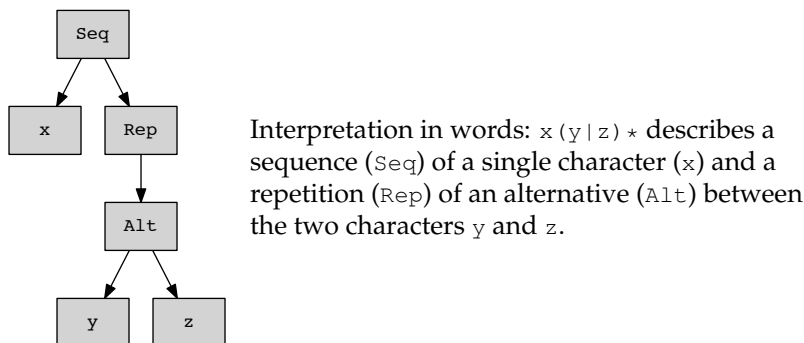 Seq
x
Rep
Alt
y
z
Interpretation in words: x(y|z)* describes a
sequence (Seq) of a single character (x) and a
repetition (Rep) of an alternative (Alt) between
the two characters y and z.